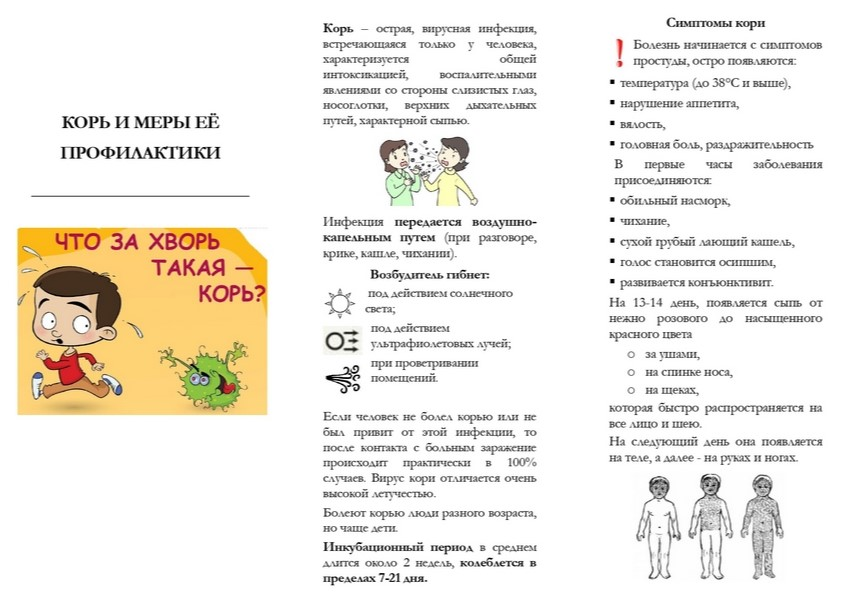 КОРЬ И МЕРЫ ЕЁ
ПРОФИЛАКТИКИ
ЧТО ЗА ХВОРЬ
ТАКАЯ —
КОРЬ?
Корь – острая, вирусная инфекция,
встречающаяся только у человека,
характеризуется общей
интоксикацией, воспалительными
явлениями со стороны слизистых глаз,
носоглотки, верхних дыхательных
путей, характерной сыпью.
Инфекция передается воздушно-
капельным путем (при разговоре,
крике, кашле, чихании).
Возбудитель гибнет:
под действием солнечного
света;
под действием
ультрафиолетовых лучей;
при проветривании
помещений.
Если человек не болел корью или не
был привит от этой инфекции, то
после контакта с больным заражение
происходит практически в 100%
случаев. Вирус кори отличается очень
высокой летучестью.
Болеют корью люди разного возраста,
но чаще дети.
Инкубационный период в среднем
длится около 2 недель, колеблется в
пределах 7-21 дня.
Симптомы кори
Болезнь начинается с симптомов
простуды, остро появляются:
▪ температура (до 38°С и выше),
▪ нарушение аппетита,
▪ вялость,
▪ головная боль, раздражительность
В первые часы заболевания
присоединяются:
▪ обильный насморк,
▪ чихание,
▪ сухой грубый лающий кашель,
▪ голос становится осипшим,
▪ развивается конъюнктивит.
На 13-14 день, появляется сыпь от
нежно розового до насыщенного
красного цвета
o за ушами,
o на спинке носа,
o на щеках,
которая быстро распространяется на
все лицо и шею.
На следующий день она появляется
на теле, а далее - на руках и ногах.